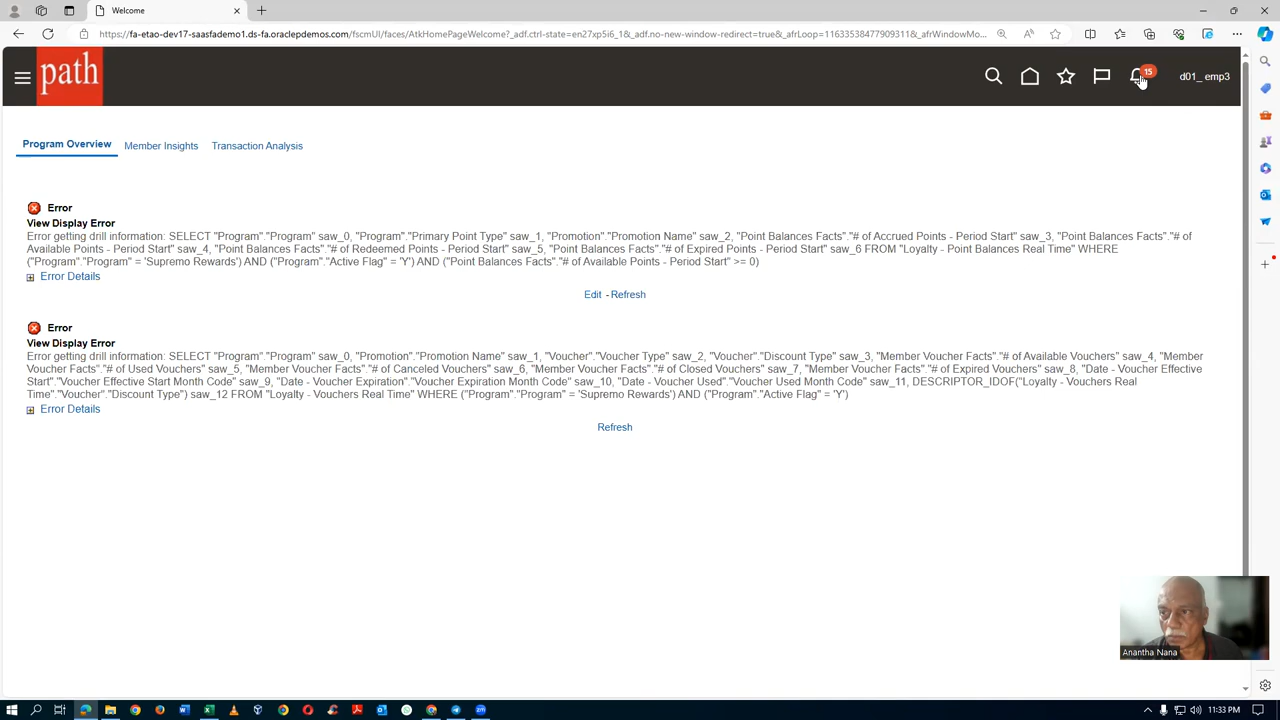 Welcome
https://fa-etao-dev17-saasfademo1.ds-fa.oraclepdemos.com/fscmUI/faces/AtkHomePageWelcome?_adf.ctrl-state=en27xp5i6_1&_adf.no-new-window-redirect=true&_afrLoop=11633538477909311&_afrWindowMo...
path
15
d01_ emp3
Program Overview
Member Insights
Transaction Analysis
Error
View Display Error
Error getting drill information: SELECT "Program"."Program" saw_0, "Program"."Primary Point Type" saw_1, "Promotion"."Promotion Name" saw_2, "Point Balances Facts"."# of Accrued Points - Period Start" saw_3, "Point Balances Facts"."# of
Available Points - Period Start" saw_4, "Point Balances Facts"."# of Redeemed Points - Period Start" saw_5, "Point Balances Facts"."# of Expired Points - Period Start" saw_6 FROM "Loyalty - Point Balances Real Time" WHERE
("Program"."Program" = 'Supremo Rewards') AND ("Program"."Active Flag" = 'Y') AND ("Point Balances Facts"."# of Available Points - Period Start" >= 0)
Error Details
Edit - Refresh
Error
View Display Error
Error getting drill information: SELECT "Program"."Program" saw_0, "Promotion"."Promotion Name" saw_1, "Voucher"."Voucher Type" saw_2, "Voucher"."Discount Type" saw_3, "Member Voucher Facts"."# of Available Vouchers" saw_4, "Member
Voucher Facts"."# of Used Vouchers" saw_5, "Member Voucher Facts"."# of Canceled Vouchers" saw_6, "Member Voucher Facts"."# of Closed Vouchers" saw_7, "Member Voucher Facts"."# of Expired Vouchers" saw_8, "Date - Voucher Effective
Start"."Voucher Effective Start Month Code" saw_9, "Date - Voucher Expiration"."Voucher Expiration Month Code" saw_10, "Date - Voucher Used"."Voucher Used Month Code" saw_11, DESCRIPTOR_IDOF("Loyalty - Vouchers Real
Time"."Voucher"."Discount Type") saw_12 FROM "Loyalty - Vouchers Real Time" WHERE ("Program"."Program" = 'Supremo Rewards') AND ("Program"."Active Flag" = 'Y')
Error Details
Refresh
Anantha Nana
11:33 PM